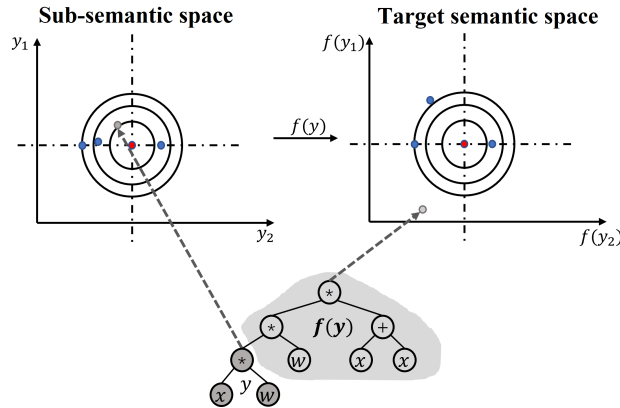 Sub-semantic space
Target semantic space
y₁
f(y₁)
f(y)
y₂
f(y₂)
*
*
f(y)
+
*
w
x
x
y
x
w